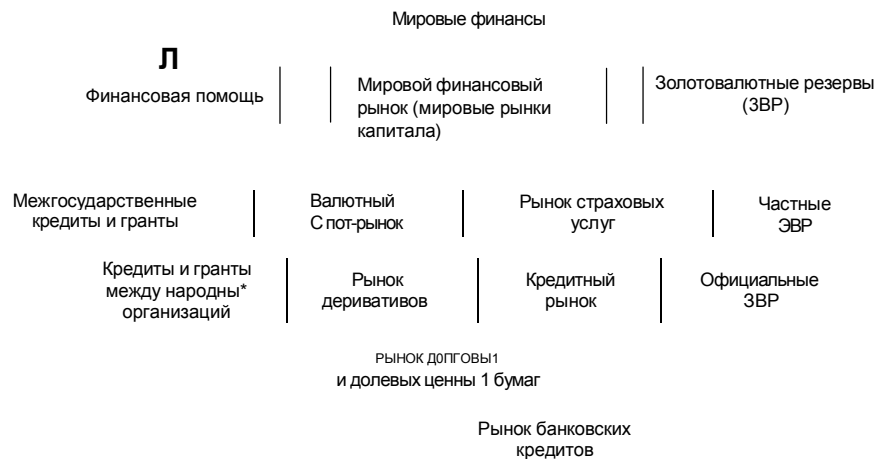 Мировые финансы
Л
Финансовая помощь
Мировой финансовый
рынок (мировые рынки
капитала)
Золотовалютные резервы
(ЗВР)
Межгосударственные
кредиты и гранты
Валютный
Спот-рынок
Рынок страховых
услуг
Частные
ЭВР
Кредиты и гранты
между народны*
организаций
Рынок
деривативов
Кредитный
рынок
Официальные
ЗВР
РЫНОК Д0ПГОВЫ1
и долевых ценны 1 бумаг
Рынок банковских
кредитов